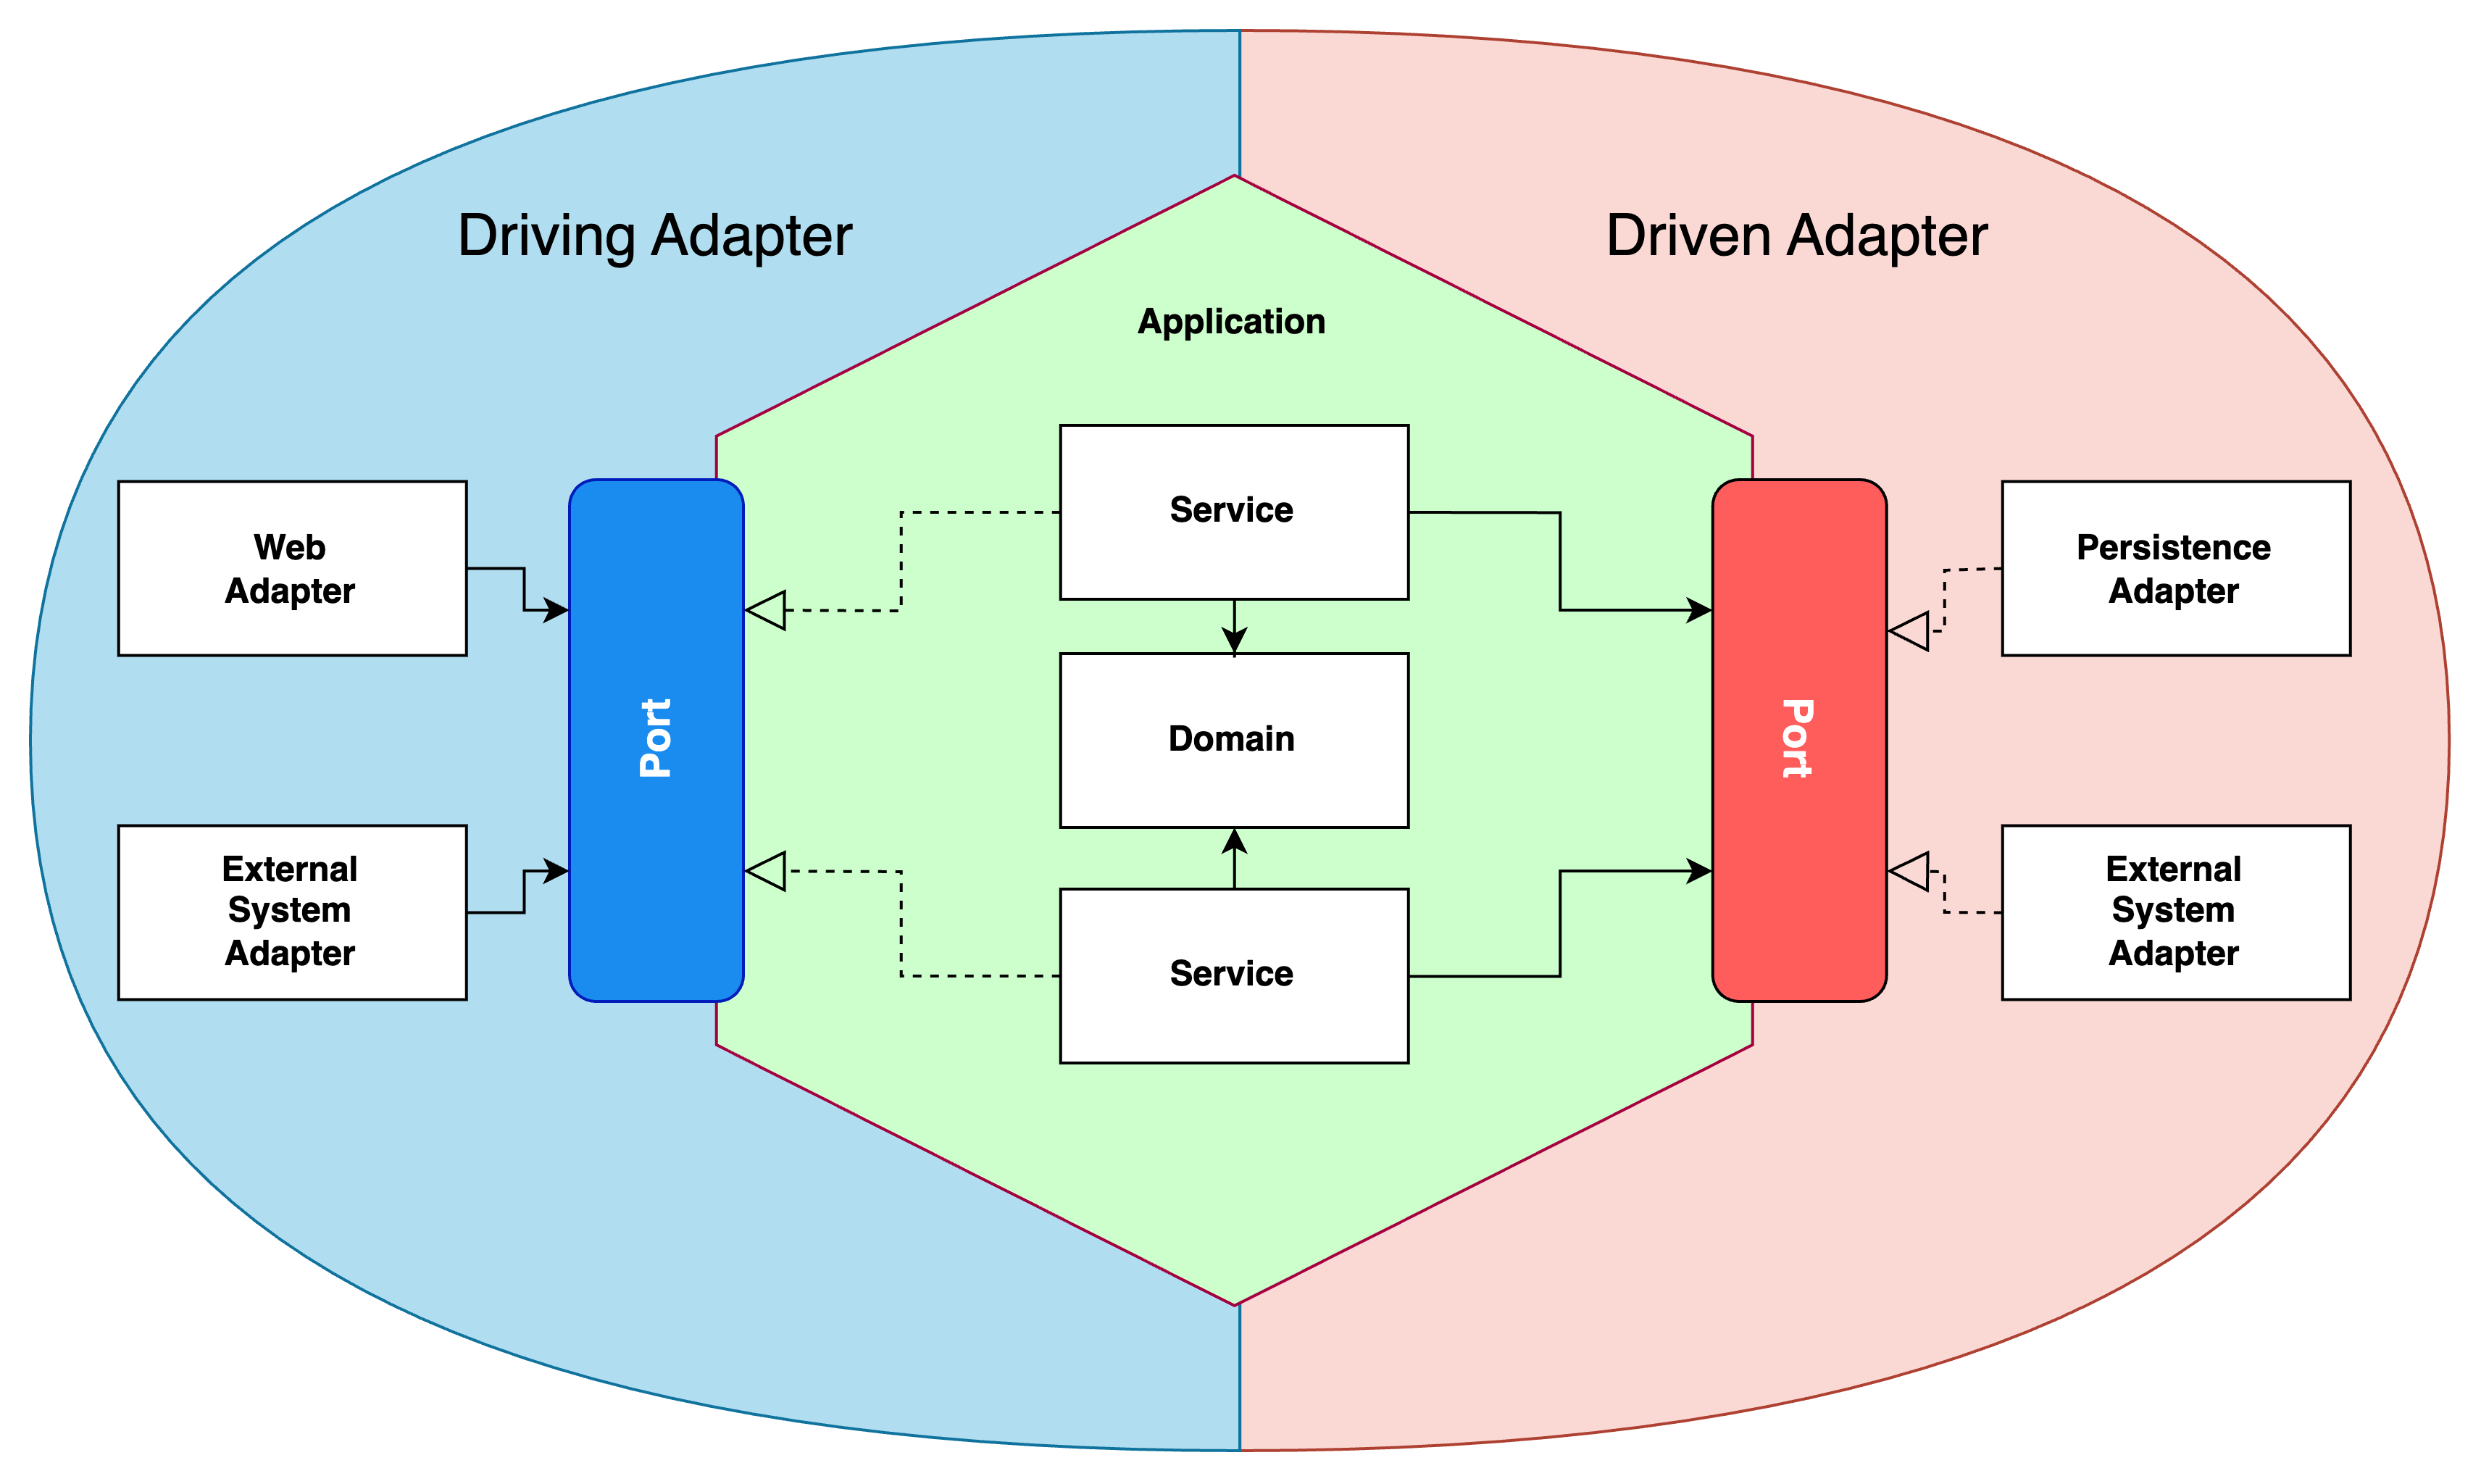 Driving Adapter
Driven Adapter
Application
Web
Adapter
External
System
Adapter
Port
Service
Domain
Service
Port
Persistence
Adapter
External
System
Adapter